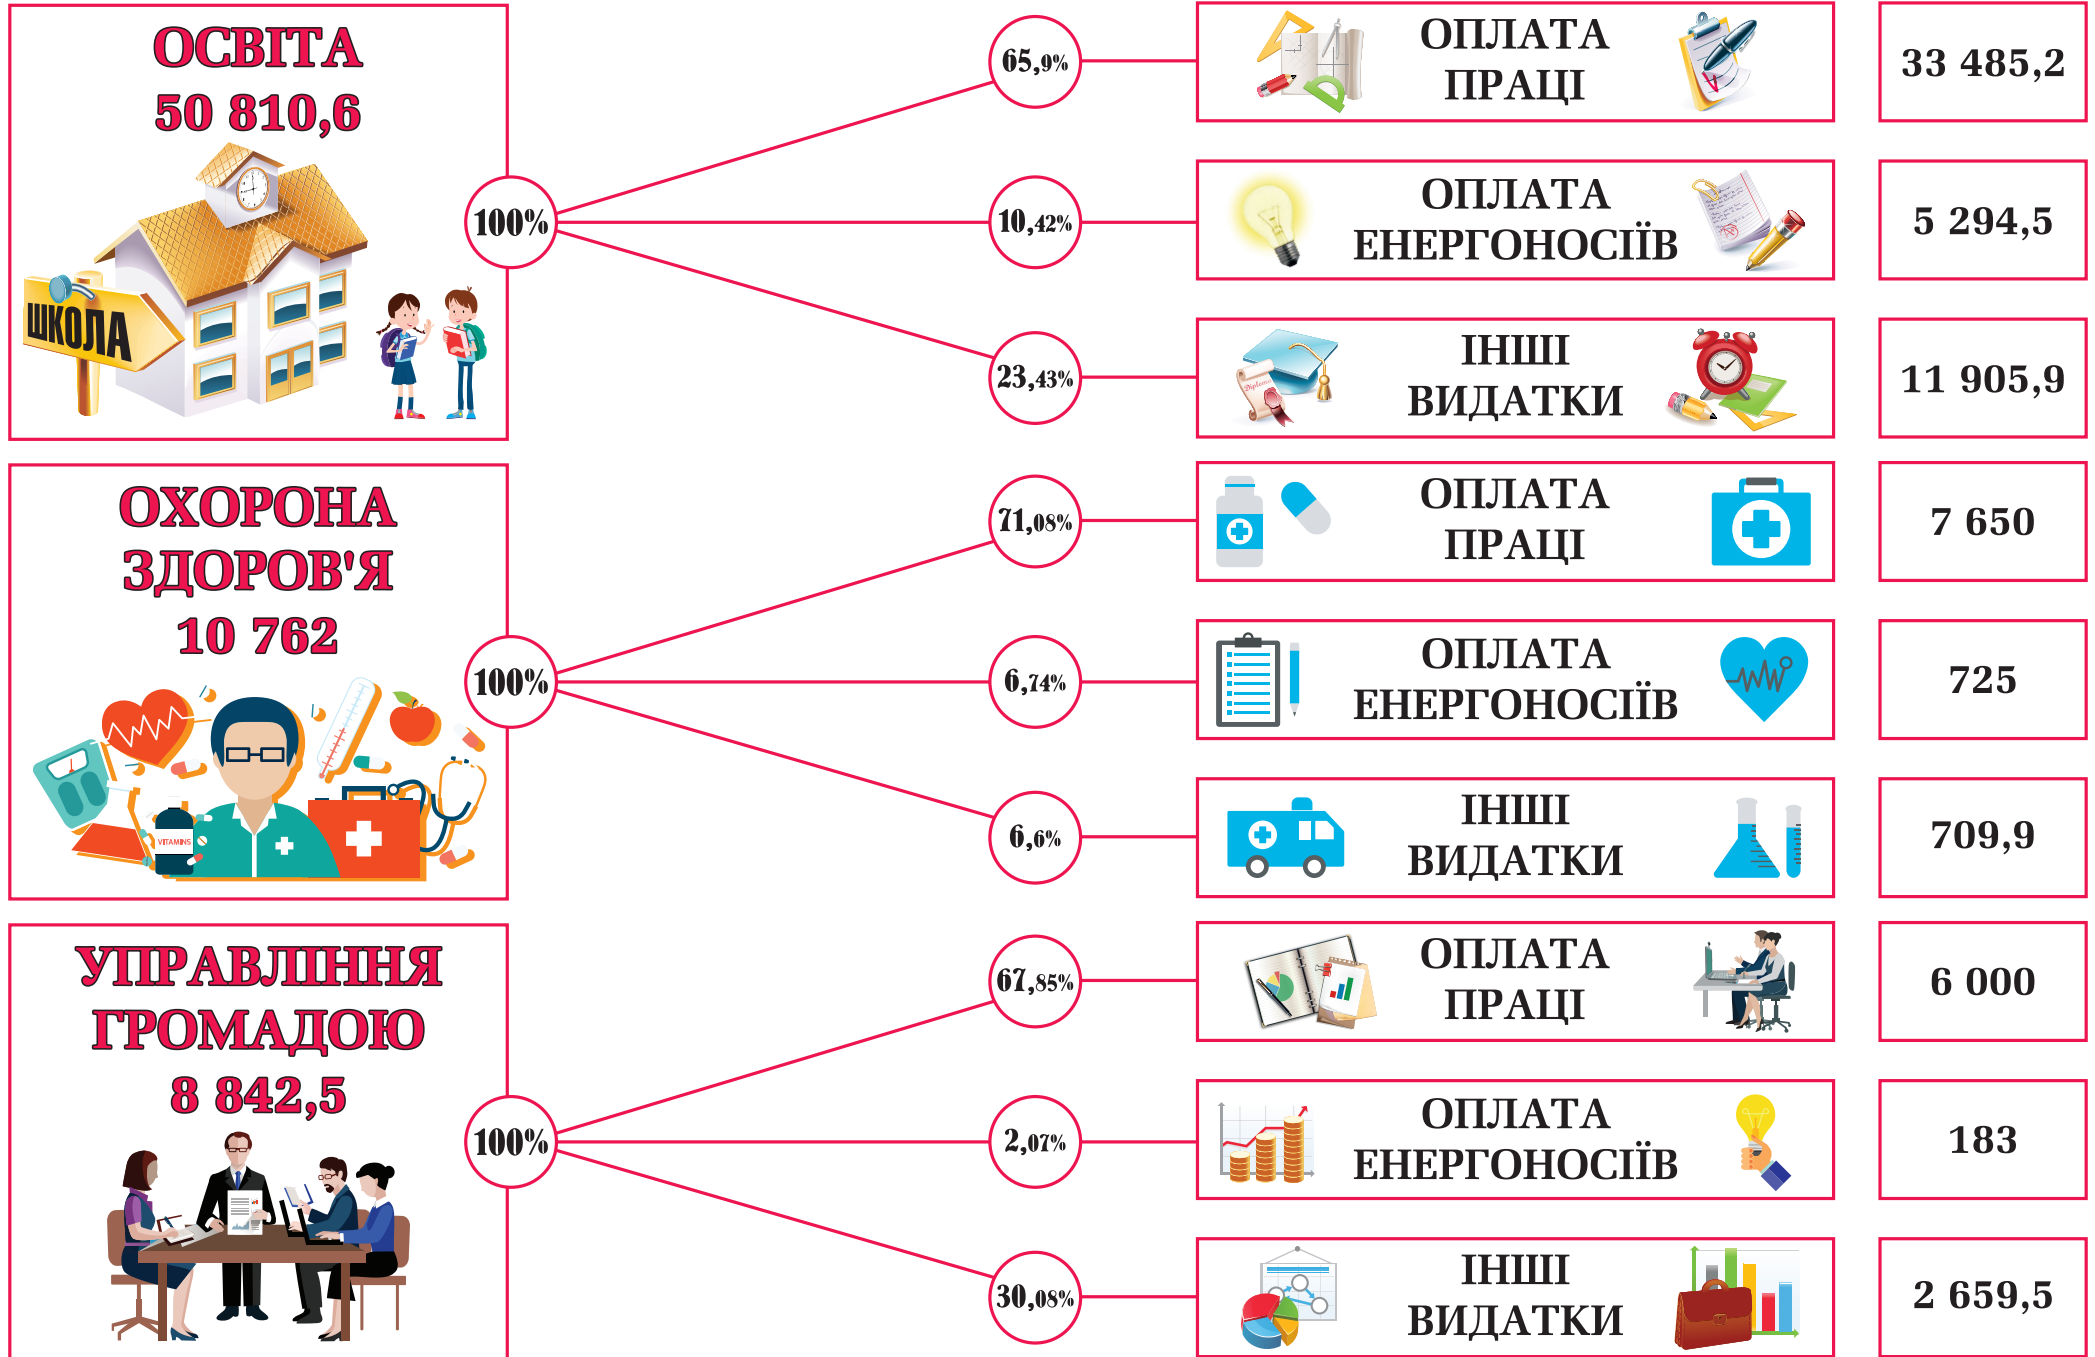 ОСВІТА
50 810,6
ШКОЛА
100%
65,9%
ОПЛАТА
ПРАЦІ
33 485,2
10,42%
ОПЛАТА
ЕНЕРГОНОСІЇВ
5 294,5
23,43%
Diploma
ІНШІ
ВИДАТКИ
11 905,9
ОХОРОНА
ЗДОРОВ'Я
10 762
VITAMINS
100%
71,08%
ОПЛАТА
ПРАЦІ
7 650
6,74%
ОПЛАТА
ЕНЕРГОНОСІЇВ
725
6,6%
ІНШІ
ВИДАТКИ
709,9
УПРАВЛІННЯ
ГРОМАДОЮ
8 842,5
100%
67,85%
ОПЛАТА
ПРАЦІ
6 000
2,07%
ОПЛАТА
ЕНЕРГОНОСІЇВ
183
30,08%
ІНШІ
ВИДАТКИ
2 659,5